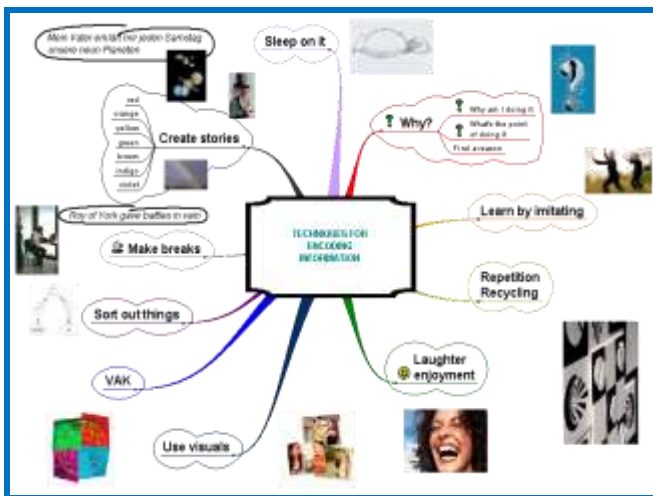 Mein Vater erklärt mir jeden Samstag
unsere neun Planeten
Sleep on it
red
orange
yellow
green
brown
indigo
violet
Create stories
Why?
Why am I doing it
What's the point
of doing it
Find a reason
Roy of York gave battles in vain
TECHNIQUES FOR
ENCODING
INFORMATION
Learn by imitating
Make breaks
Repetition
Recycling
Sort out things
Laughter
enjoyment
VAK
Use visuals